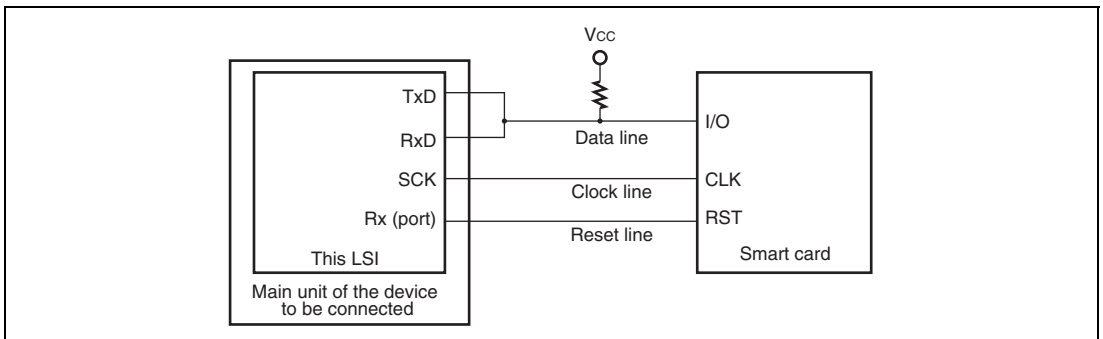 Vcc
TxD
RxD
SCK
Rx (port)
This LSI
Main unit of the device
to be connected
Data line
Clock line
Reset line
I/O
CLK
RST
Smart card